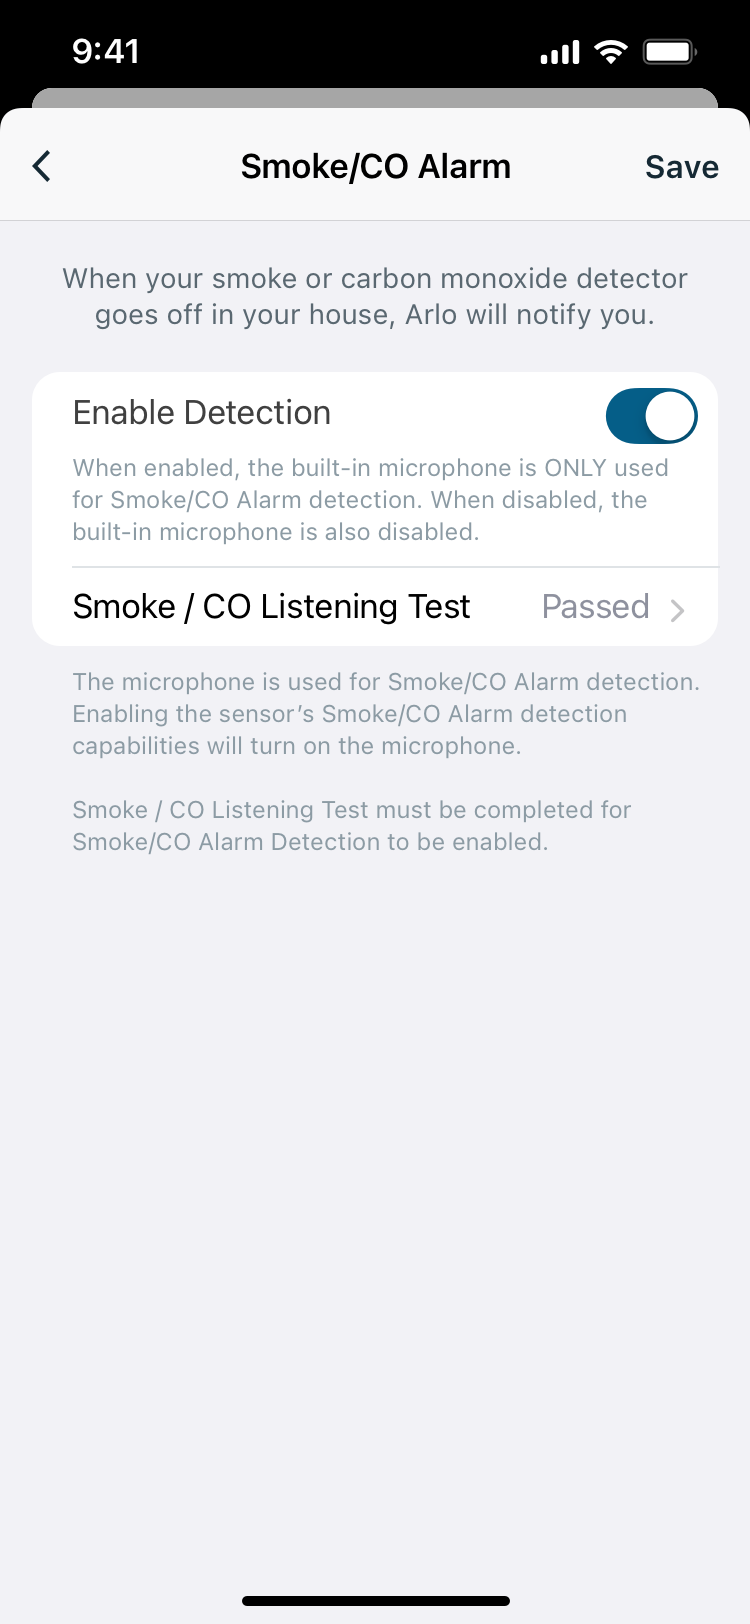 9:41
Smoke/CO Alarm
Save
When your smoke or carbon monoxide detector
goes off in your house, Arlo will notify you.
Enable Detection
When enabled, the built-in microphone is ONLY used
for Smoke/CO Alarm detection. When disabled, the
built-in microphone is also disabled.
Smoke / CO Listening Test Passed
The microphone is used for Smoke/CO Alarm detection.
Enabling the sensor’s Smoke/CO Alarm detection
capabilities will turn on the microphone.
Smoke / CO Listening Test must be completed for
Smoke/CO Alarm Detection to be enabled.